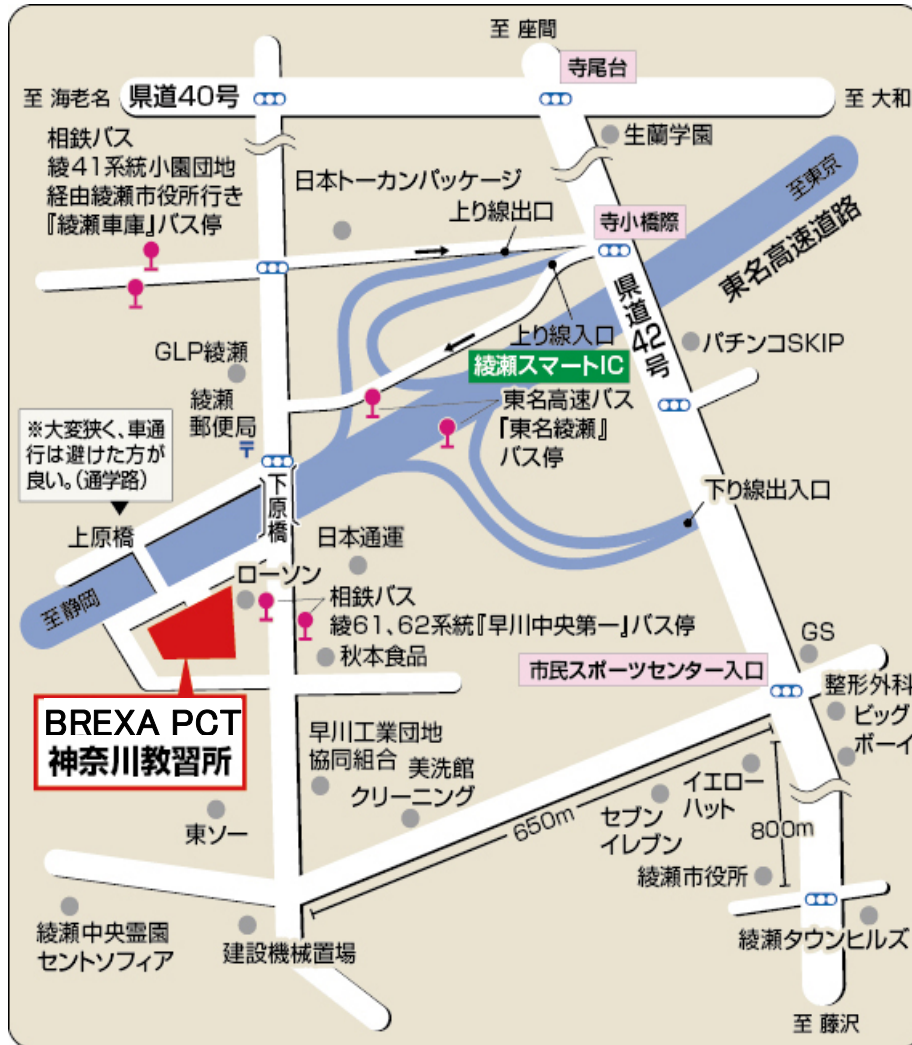 至 座間
寺尾台
至 海老名
県道40号
至 大和
生蘭学園
相鉄バス
綾41系統小園団地
経由綾瀬市役所行き
『綾瀬車庫』バス停
日本トーカンパッケージ
上り線出口
至東京
東名高速道路
寺小橋際
県道42号
上り線入口
綾瀬スマートIC
パチンコSKIP
GLP綾瀬
綾瀬
郵便局
〒
東名高速バス
『東名綾瀬』
バス停
※大変狭く、車通
行は避けた方が
良い。(通学路)
上原橋
下原橋
下り線出入口
日本通運
ローソン
至静岡
相鉄バス
綾61、62系統『早川中央第一』バス停
秋本食品
GS
市民スポーツセンター入口
整形外科
ビッグ
ボーイ
BREXA PCT
神奈川教習所
早川工業団地
協同組合
美洗館
クリーニング
イエロー
ハット
セブン
イレブン
650m
800m
東ソー
綾瀬市役所
綾瀬中央霊園
セントソフィア
建設機械置場
綾瀬タウンヒルズ
至 藤沢